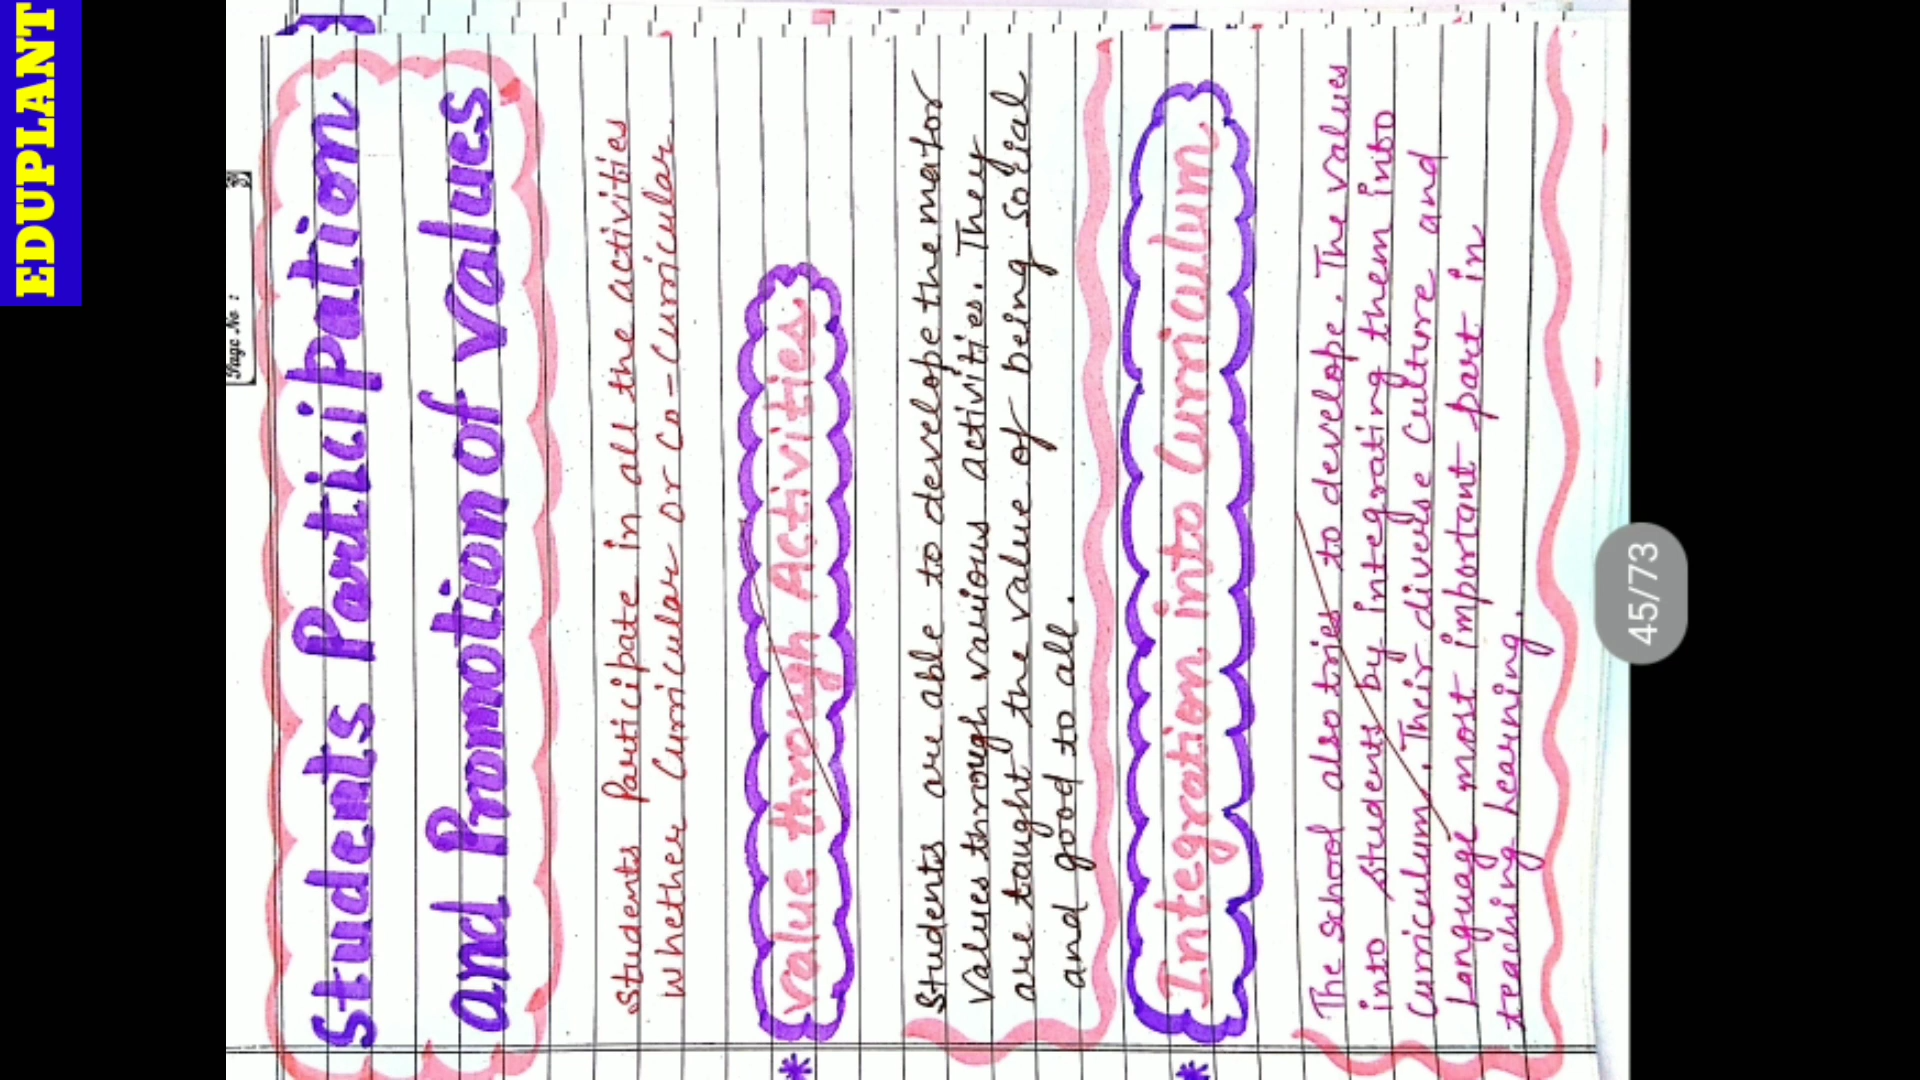 EDUPLANT
Page No :
Students Participation
and Promotion of values
Students Participate in all the activities
whether Curricular or Co-Curricular.
* value through Activities
Students are able to develope the mator
values through vauious activities. They
are taught the value of being social
and good to all.
* Integration into Curriculum
The school also tries to develope. The values
into students by integrating them into
Curriculum. Their diverse Culture and
Language most important part in
teaching learning.
45/73